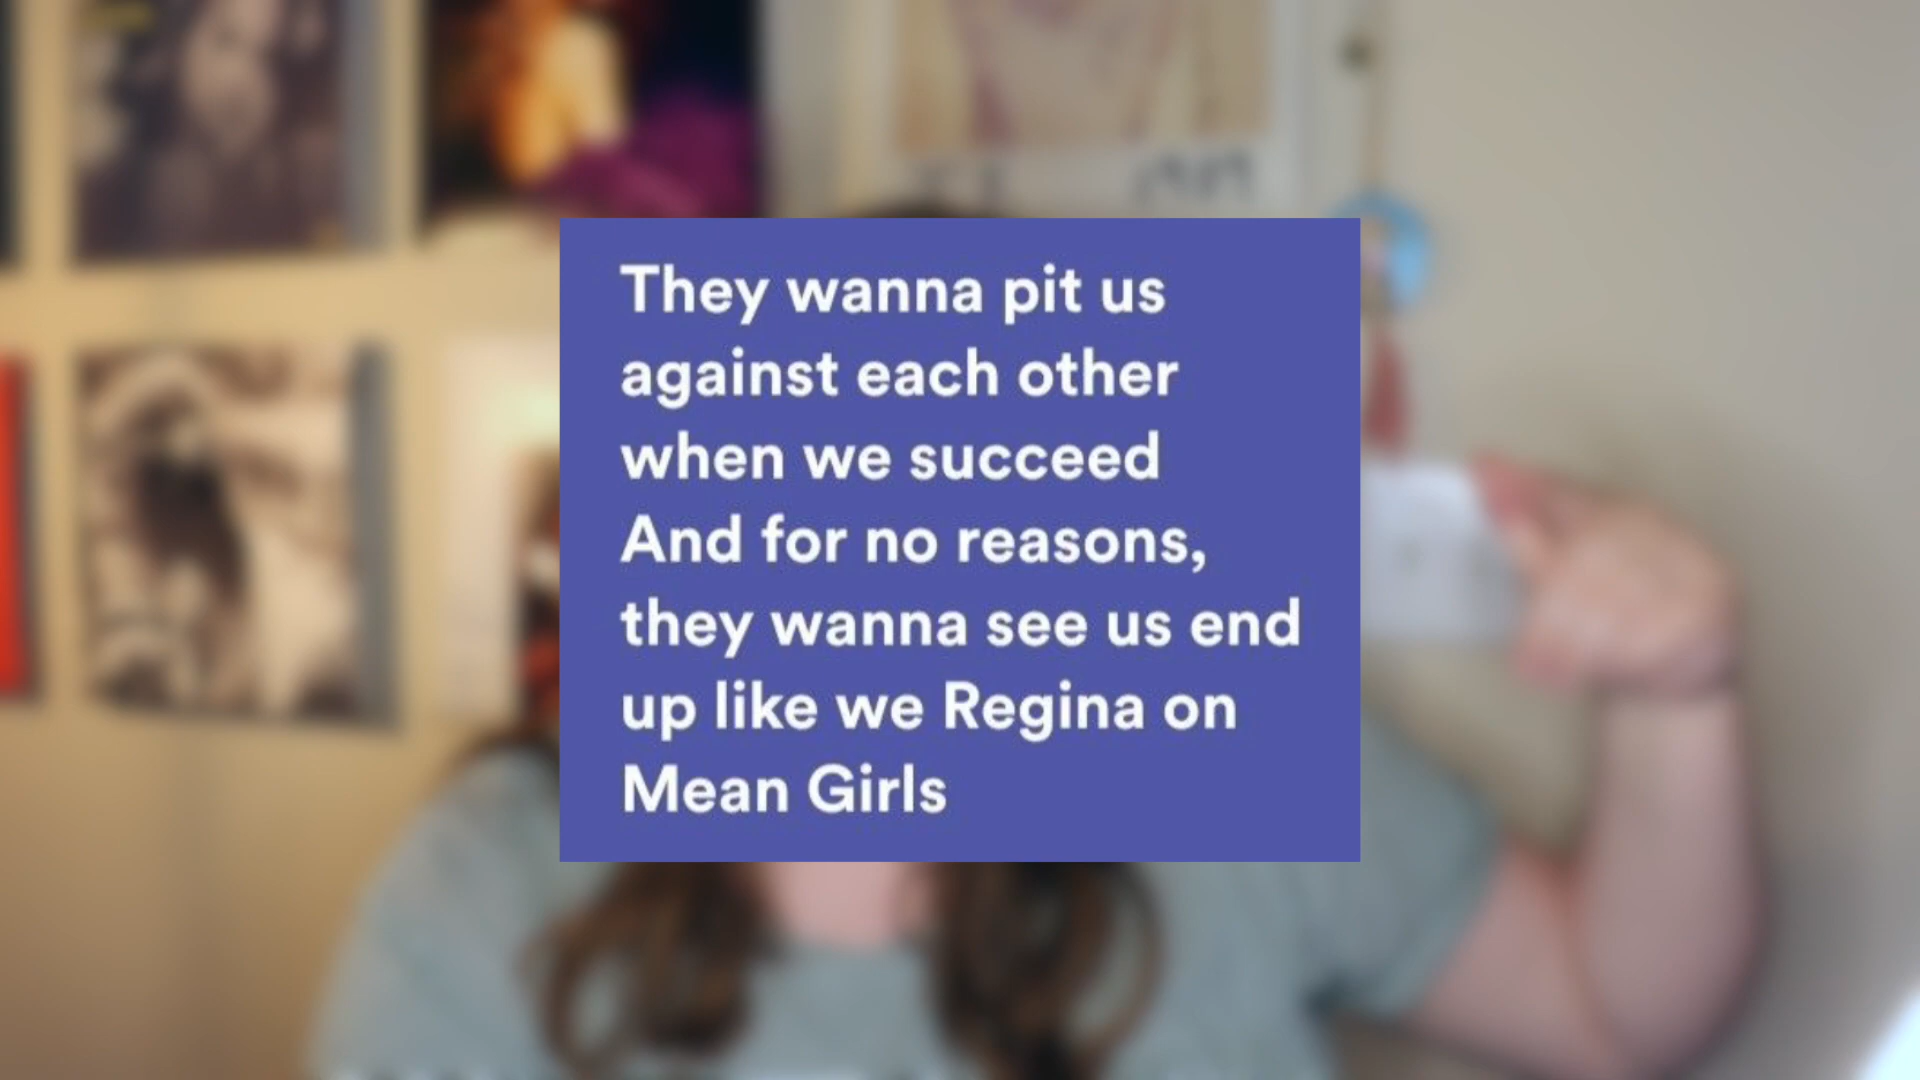 They wanna pit us
against each other
when we succeed
And for no reasons,
they wanna see us end
up like we Regina on
Mean Girls